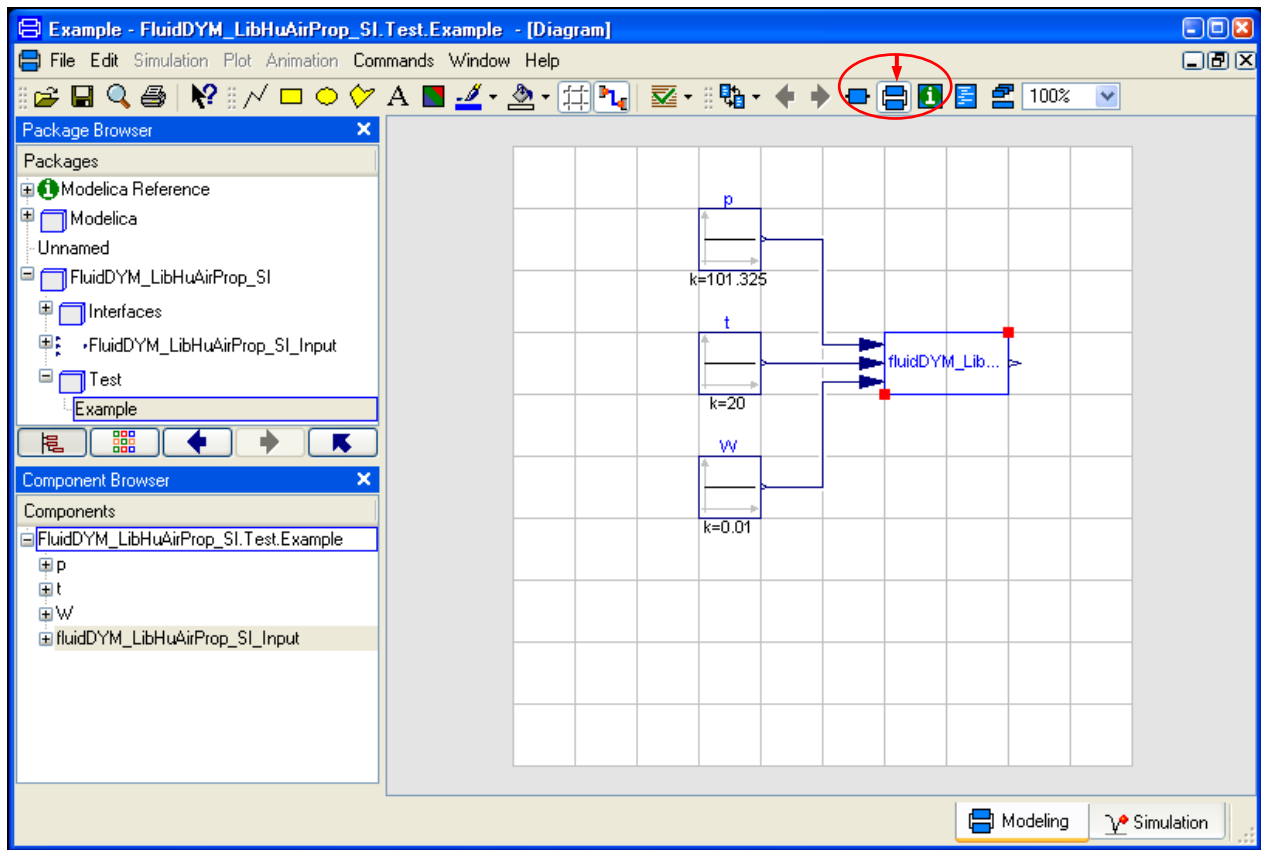 Example - FluidDYM_LibHuAirProp_SI.Test.Example - [Diagram]
File Edit Simulation Plot Animation Commands Window Help
A 100%
Package Browser
Packages
Modelica Reference
Modelica
Unnamed
FluidDYM_LibHuAirProp_SI
Interfaces
FluidDYM_LibHuAirProp_SI_Input
Test
Example
Component Browser
Components
FluidDYM_LibHuAirProp_SI.Test.Example
p
t
W
fluidDYM_LibHuAirProp_SI_Input
p
k=101.325
t
k=20
W
k=0.01
fluidDYM_Lib...
Modeling Simulation